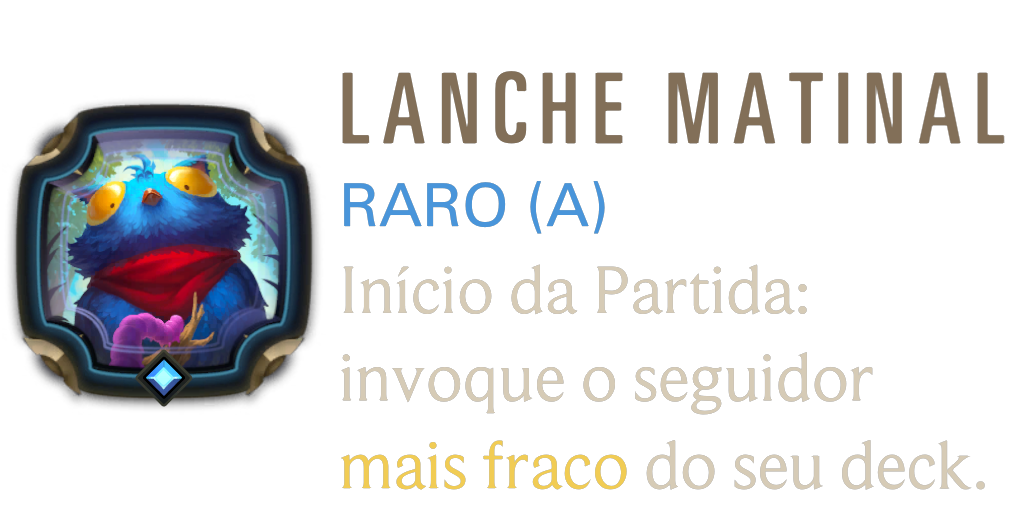 LANCHE MATINAL
RARO (A)
Início da Partida:
invoque o seguidor
mais fraco do seu deck.